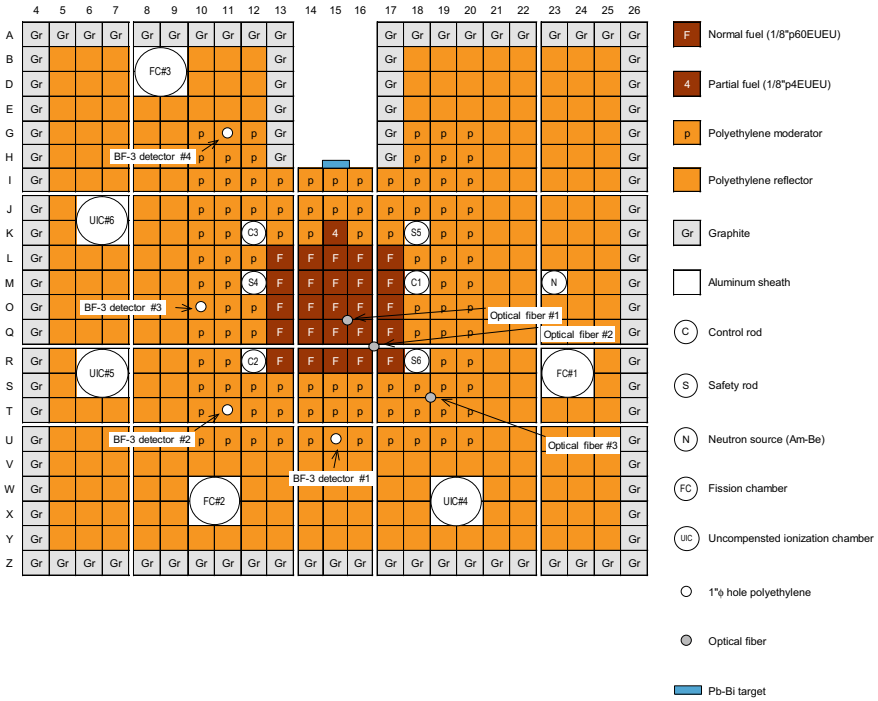 4 5 6 7 8 9 10 11 12 13 14 15 16 17 18 19 20 21 22 23 24 25 26
A Gr Gr Gr Gr Gr Gr Gr Gr Gr Gr Gr Gr Gr Gr Gr Gr Gr Gr Gr Gr
B Gr Gr Gr Gr
FC#3
D Gr Gr Gr Gr
E Gr Gr Gr Gr
G Gr p p Gr Gr p p p Gr
BF-3 detector #4
H Gr p p p Gr Gr p p p Gr
I Gr p p p p p p p p p p p Gr
J Gr p p p p p p p p p p p Gr
UIC#6
K Gr p p C3 p p 4 p p S5 p p Gr
L Gr p p p F F F F F p p p Gr
M Gr p p S4 F F F F F C1 p p N Gr
BF-3 detector #3
O Gr p p F F F F F p p p Gr
Optical fiber #1
Q Gr p p p F F F F F p p p Gr
Optical fiber #2
R Gr p p C2 F F F F F S6 p p Gr
UIC#5
FC#1
S Gr p p p p p p p p p p p Gr
T Gr p p p p p p p p p p Gr
BF-3 detector #2
U Gr p p p p p p p p p p Gr
Optical fiber #3
V Gr Gr
BF-3 detector #1
W Gr Gr
FC#2
UIC#4
X Gr Gr
Y Gr Gr
Z Gr Gr Gr Gr Gr Gr Gr Gr Gr Gr Gr Gr Gr Gr Gr Gr Gr Gr Gr Gr Gr Gr Gr
F Normal fuel (1/8"p60EUEU)
4 Partial fuel (1/8"p4EUEU)
p Polyethylene moderator
Polyethylene reflector
Gr Graphite
Aluminum sheath
C Control rod
S Safety rod
N Neutron source (Am-Be)
FC Fission chamber
UIC Uncompensted ionization chamber
1"ϕ hole polyethylene
Optical fiber
Pb-Bi target